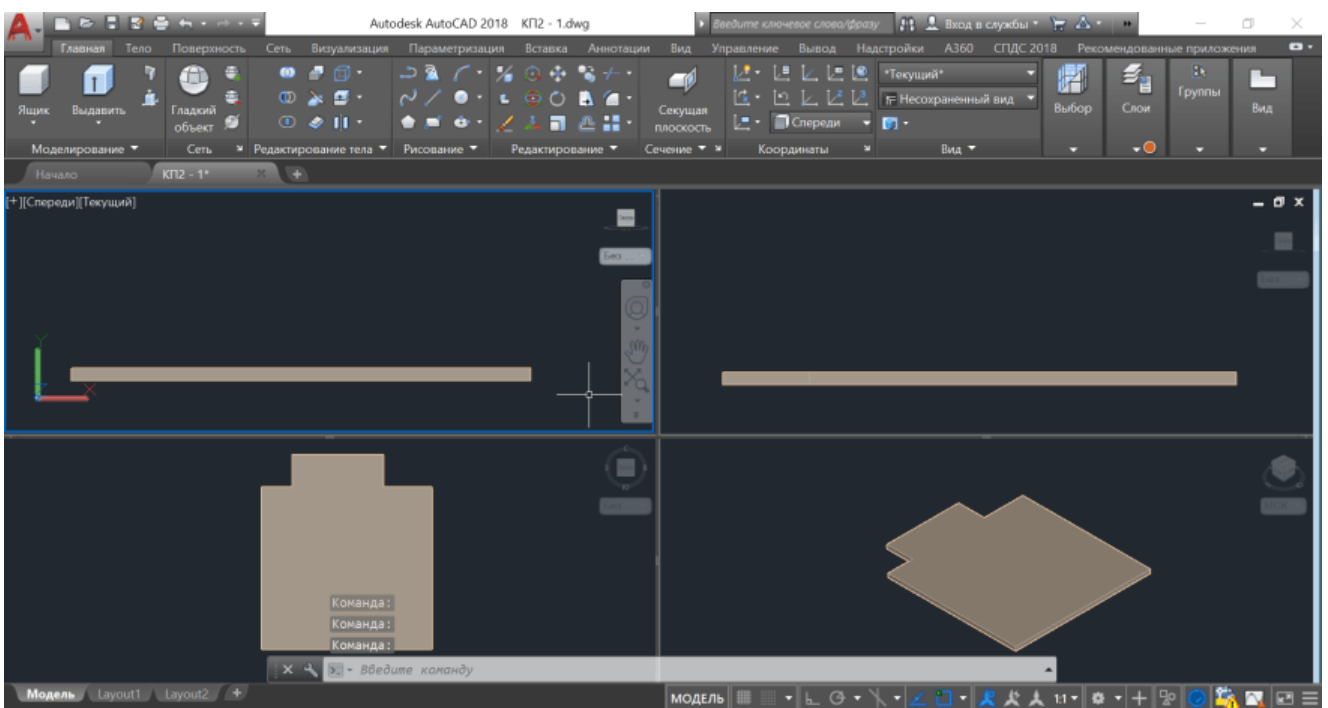 Autodesk AutoCAD 2018 КП2 - 1.dwg
Введите ключевое слово/фразу
Вход в службы
Главная Тело Поверхность Сеть Визуализация Параметризация Вставка Аннотации Вид Управление Вывод Надстройки A360 СПДС 2018 Рекомендованные приложения
*Текущий*
Несохраненный вид
Ящик Выдавить Гладкий объект Секущая плоскость Спереди Выбор Слои Группы Вид
Моделирование Сеть Редактирование тела Рисование Редактирование Сечение Координаты Вид
Начало КП2 - 1* +
[+][Спереди][Текущий]
Без ...
Y
X
Команда:
Команда:
Команда:
Введите команду
Модель Layout1 Layout2 +
МОДЕЛЬ 1:1